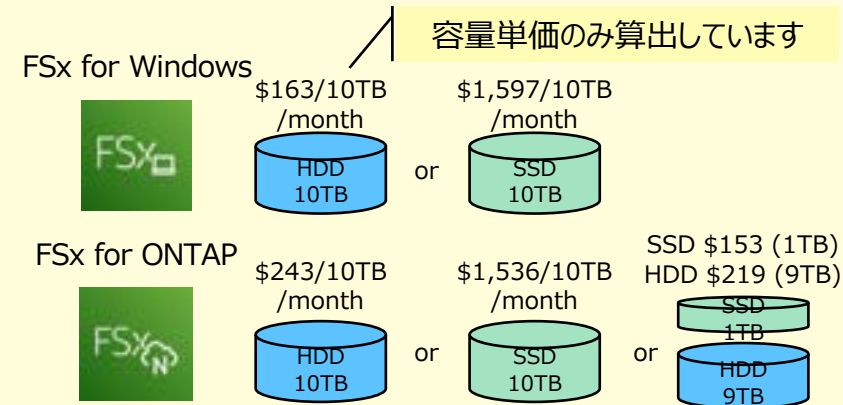 容量単価のみ算出しています
FSx for Windows
$163/10TB
/month
$1,597/10TB
/month
FSx
HDD
10TB
or
SSD
10TB
FSx for ONTAP
$243/10TB
/month
$1,536/10TB
/month
SSD $153 (1TB)
HDD $219 (9TB)
FSx
N
HDD
10TB
or
SSD
10TB
or
SSD
1TB
HDD
9TB